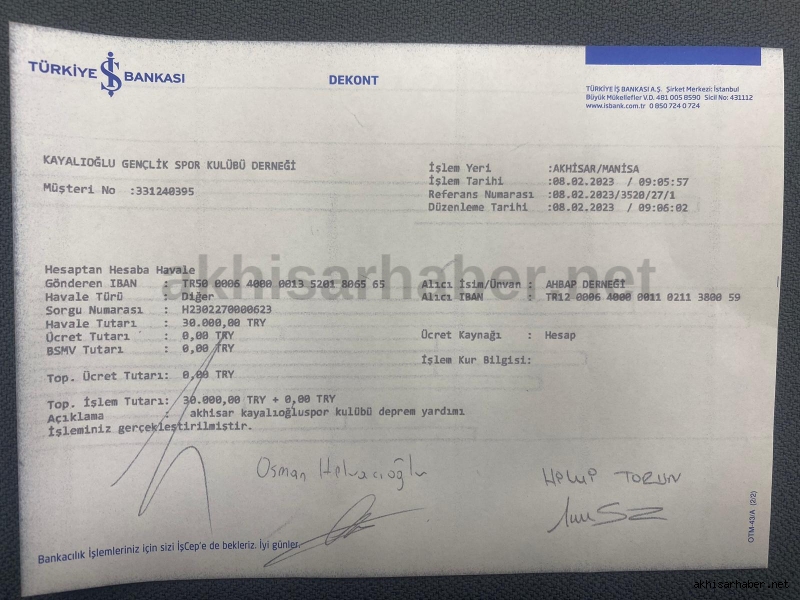 TÜRKİYE İŞ BANKASI
DEKONT
TÜRKİYE İŞ BANKASI A.Ş. Şirket Merkezi: İstanbul
Büyük Mükellefler V.D. 481 005 8590 Sicil No: 431112
www.isbank.com.tr 0 850 724 0 724
KAYALIOĞLU GENÇLİK SPOR KULÜBÜ DERNEĞİ
Müşteri No :331240395
İşlem Yeri :AKHİSAR/MANİSA
İşlem Tarihi :08.02.2023 / 09:05:57
Referans Numarası :08.02.2023/3520/27/1
Düzenleme Tarihi :08.02.2023 / 09:06:02
akhisarhaber.net
Hesaptan Hesaba Havale
Gönderen IBAN : TR50 0006 4000 0013 5201 8065 65
Alıcı İsim/Ünvan : AHBAP DERNEĞİ
Havale Türü : Diğer
Alıcı IBAN : TR12 0006 4000 0011 0211 3800 59
Sorgu Numarası : H2302270000623
Havale Tutarı : 30.000,00 TRY
Ücret Tutarı : 0,00 TRY
Ücret Kaynağı : Hesap
BSMV Tutarı : 0,00 TRY
İşlem Kur Bilgisi:
Top. Ücret Tutarı: 0,00 TRY
Top. İşlem Tutarı: 30.000,00 TRY + 0,00 TRY
Açıklama : akhisar kayalıoğluspor kulübü deprem yardımı
İşleminiz gerçekleştirilmiştir.
Osman Helvacıoğlu
TORUN
Bankacılık İşlemleriniz için sizi İşCep'e de bekleriz. İyi günler.
OTM-43/A (2/2)
akhisarhaber.net